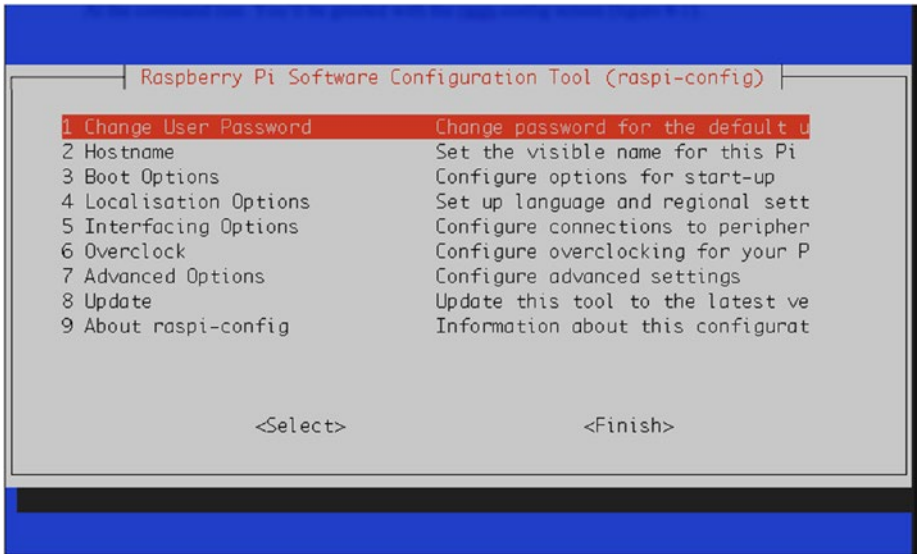 Raspberry Pi Software Configuration Tool (raspi-config)
1 Change User Password Change password for the default u
2 Hostname Set the visible name for this Pi
3 Boot Options Configure options for start-up
4 Localisation Options Set up language and regional sett
5 Interfacing Options Configure connections to peripher
6 Overclock Configure overclocking for your P
7 Advanced Options Configure advanced settings
8 Update Update this tool to the latest ve
9 About raspi-config Information about this configurat
<Select> <Finish>